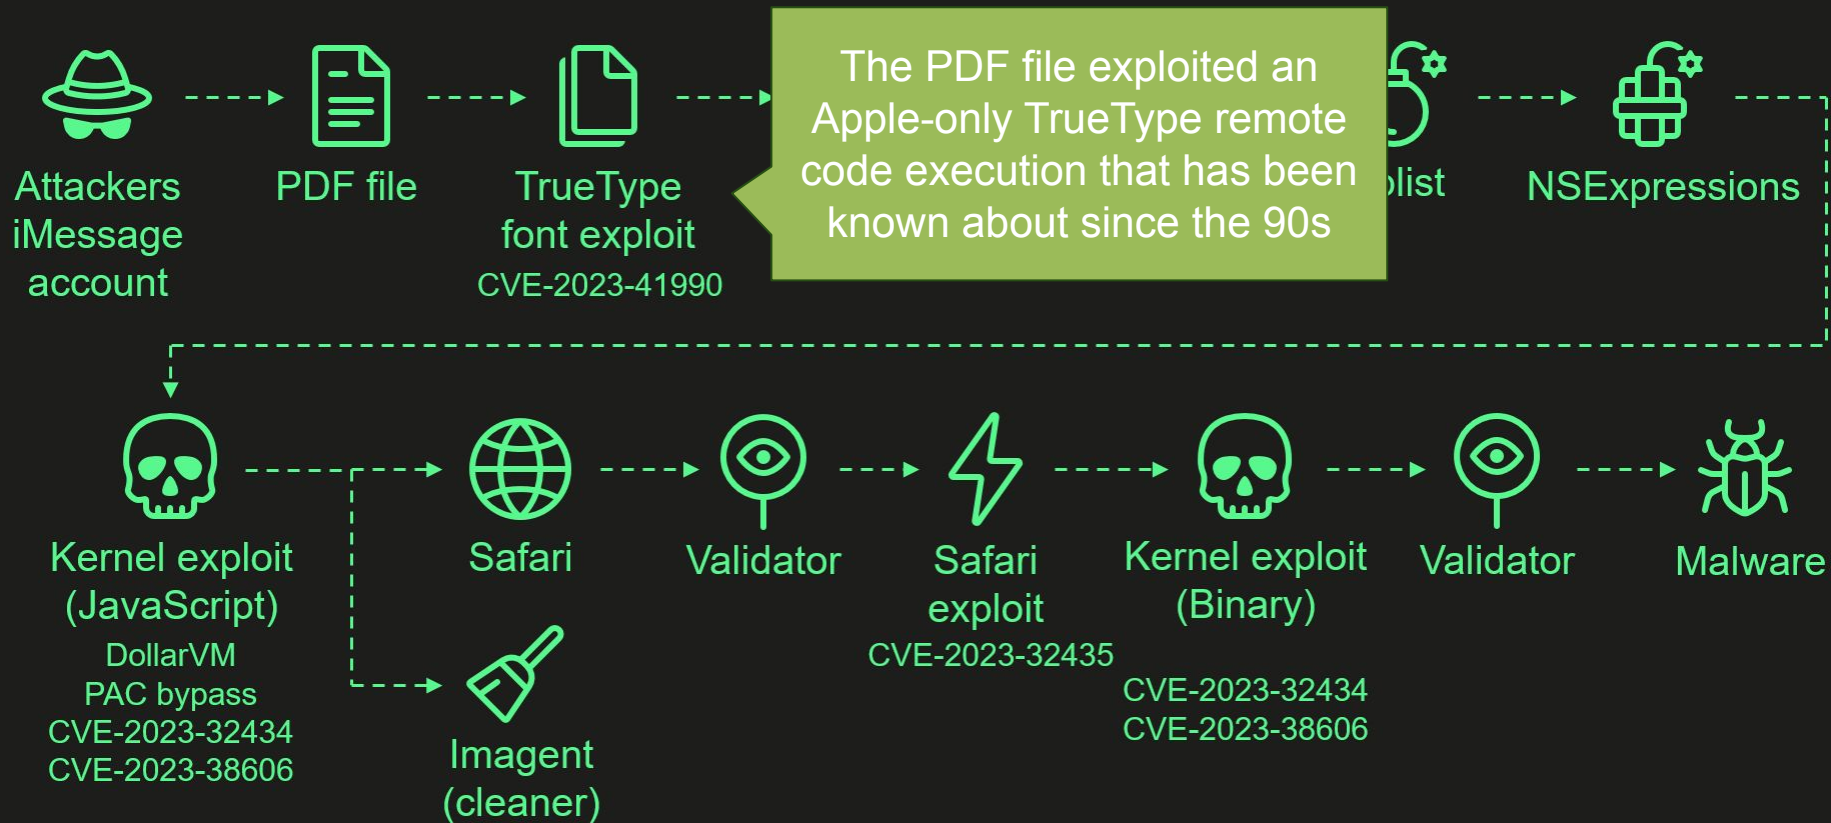 The PDF file exploited an
Apple-only TrueType remote
code execution that has been
known about since the 90s
Attackers
iMessage
account
PDF file
TrueType
font exploit
CVE-2023-41990
plist
NSExpressions
Kernel exploit
(JavaScript)
DollarVM
PAC bypass
CVE-2023-32434
CVE-2023-38606
Safari
Imagent
(cleaner)
Validator
Safari
exploit
CVE-2023-32435
Kernel exploit
(Binary)
CVE-2023-32434
CVE-2023-38606
Validator
Malware